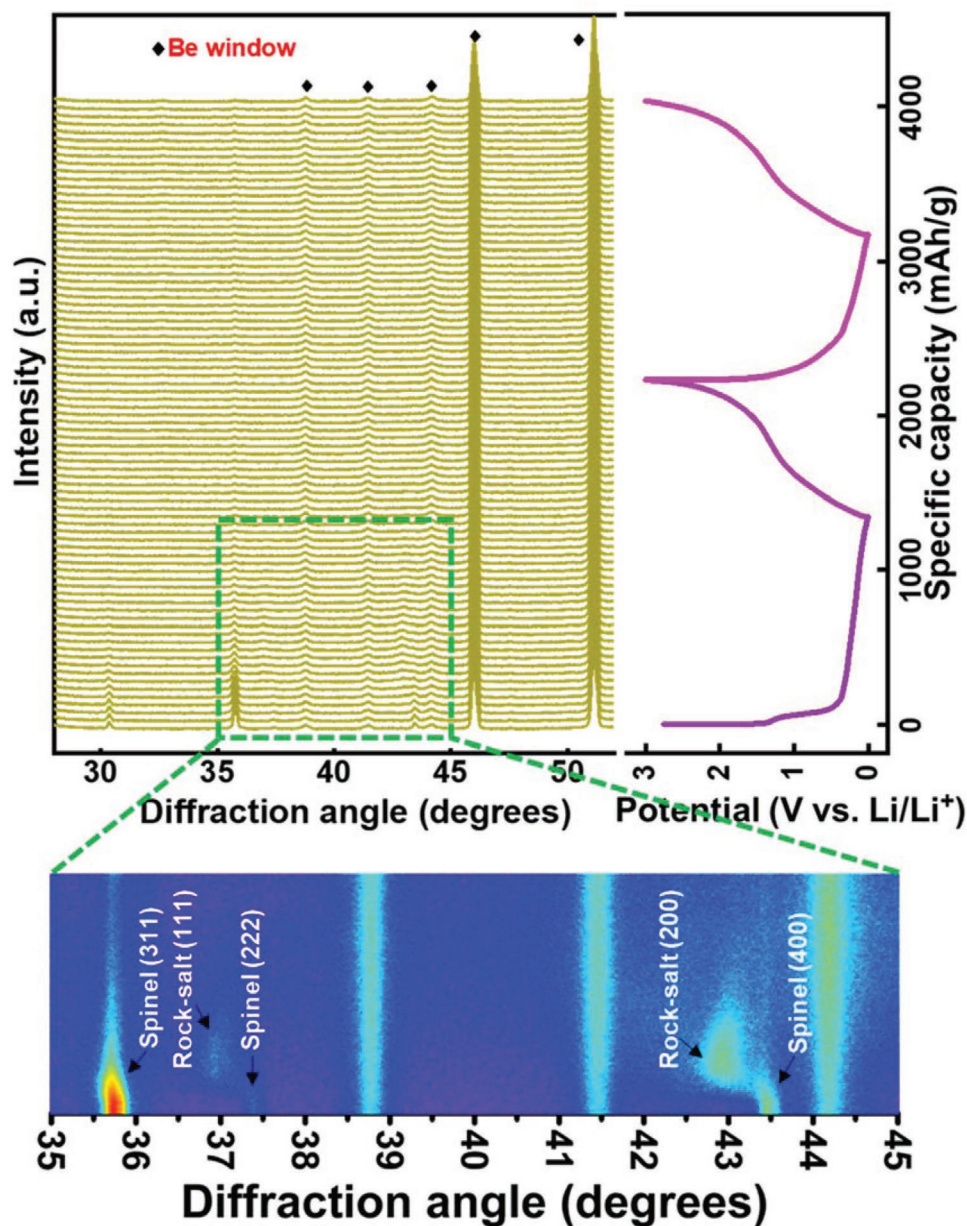 ◆Be window
Intensity (a.u.)
30 35 40 45 50
Diffraction angle (degrees)
3 2 1 0
Potential (V vs. Li/Li⁺)
0 1000 2000 3000 4000
Specific capacity (mAh/g)
Spinel (311)
Rock-salt (111)
Spinel (222)
Rock-salt (200)
Spinel (400)
35 35 37 38 39 40 41 42 43 44 45
Diffraction angle (degrees)